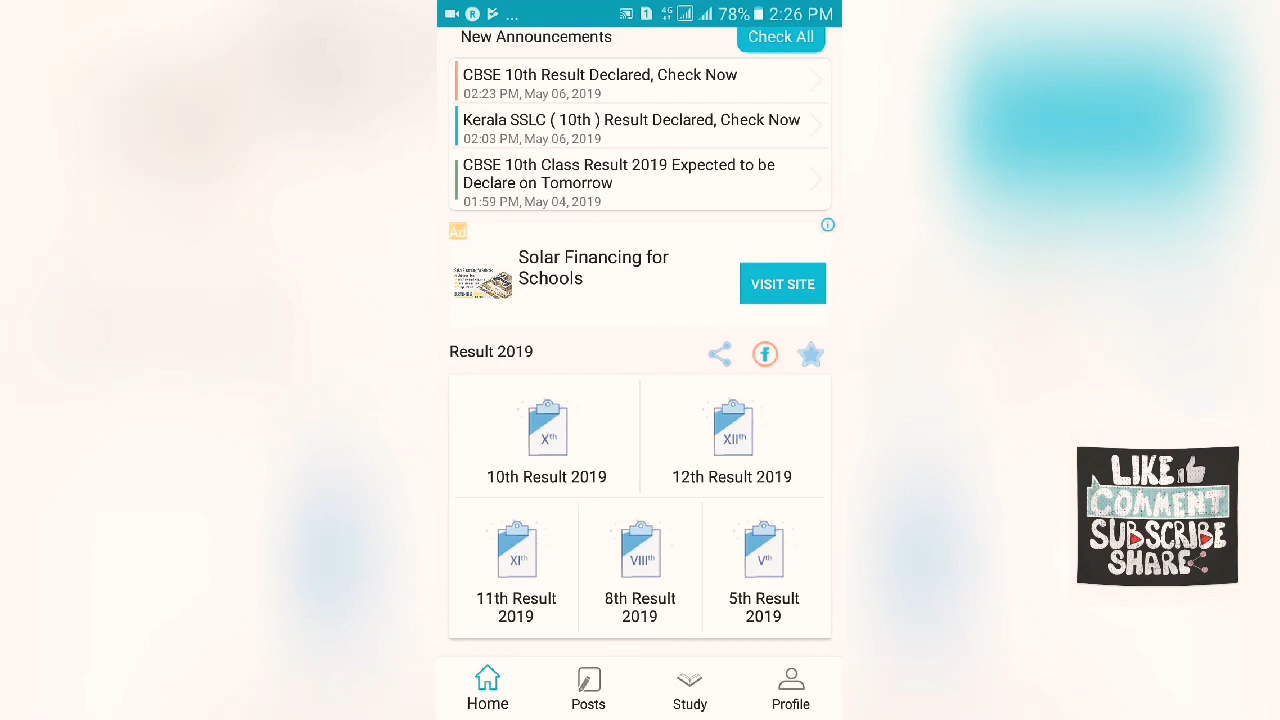 ... 1 4G 78% 2:26 PM
New Announcements
Check All
CBSE 10th Result Declared, Check Now
02:23 PM, May 06, 2019
Kerala SSLC ( 10th ) Result Declared, Check Now
02:03 PM, May 06, 2019
CBSE 10th Class Result 2019 Expected to be
Declare on Tomorrow
01:59 PM, May 04, 2019
Ad
Solar Financing for
Schools
VISIT SITE
Result 2019
Xth
XIIth
10th Result 2019
12th Result 2019
XIth
VIIIth
Vth
11th Result
2019
8th Result
2019
5th Result
2019
LIKE
COMMENT
SUBSCRIBE
SHARE
Home
Posts
Study
Profile